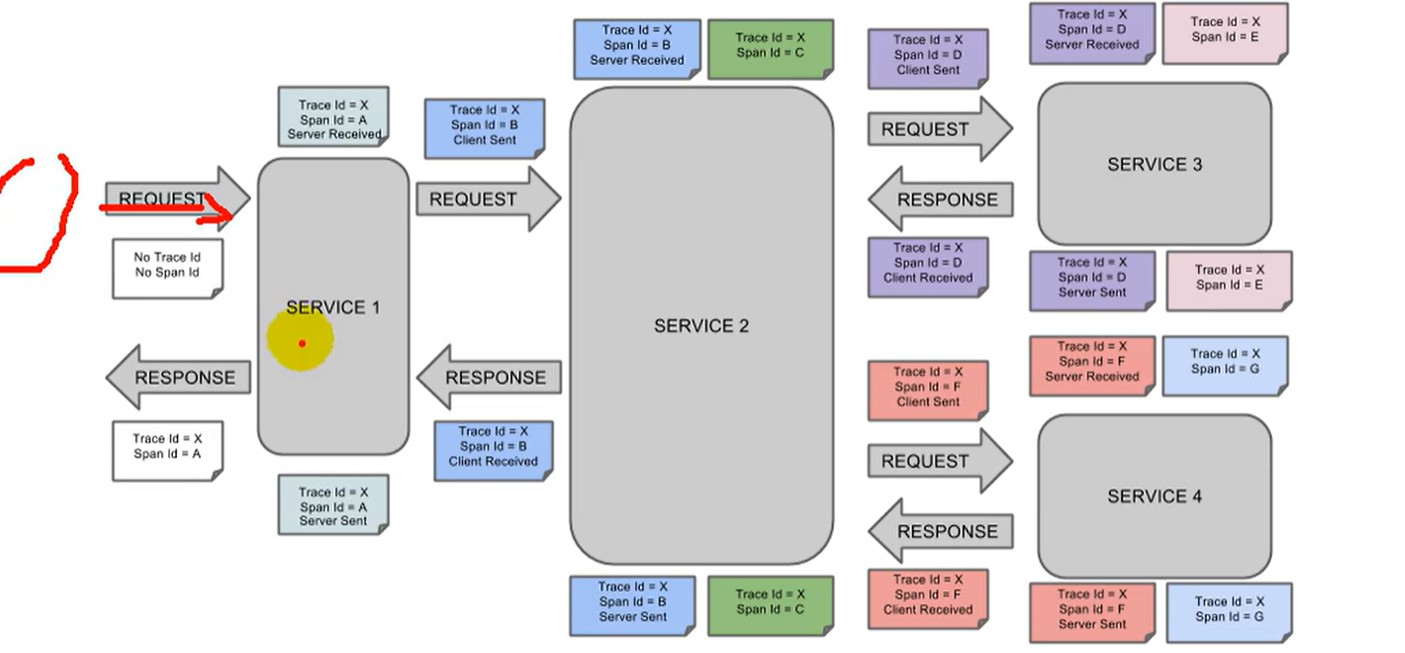 Trace Id = X
Span Id = A
Server Received
REQUEST
No Trace Id
No Span Id
SERVICE 1
RESPONSE
Trace Id = X
Span Id = A
Trace Id = X
Span Id = A
Server Sent
Trace Id = X
Span Id = B
Client Sent
REQUEST
RESPONSE
Trace Id = X
Span Id = B
Client Received
Trace Id = X
Span Id = B
Server Received
Trace Id = X
Span Id = C
SERVICE 2
Trace Id = X
Span Id = B
Server Sent
Trace Id = X
Span Id = C
Trace Id = X
Span Id = D
Client Sent
REQUEST
RESPONSE
Trace Id = X
Span Id = D
Client Received
Trace Id = X
Span Id = D
Server Received
Trace Id = X
Span Id = E
SERVICE 3
Trace Id = X
Span Id = D
Server Sent
Trace Id = X
Span Id = E
Trace Id = X
Span Id = F
Client Sent
REQUEST
RESPONSE
Trace Id = X
Span Id = F
Client Received
Trace Id = X
Span Id = F
Server Received
Trace Id = X
Span Id = G
SERVICE 4
Trace Id = X
Span Id = F
Server Sent
Trace Id = X
Span Id = G